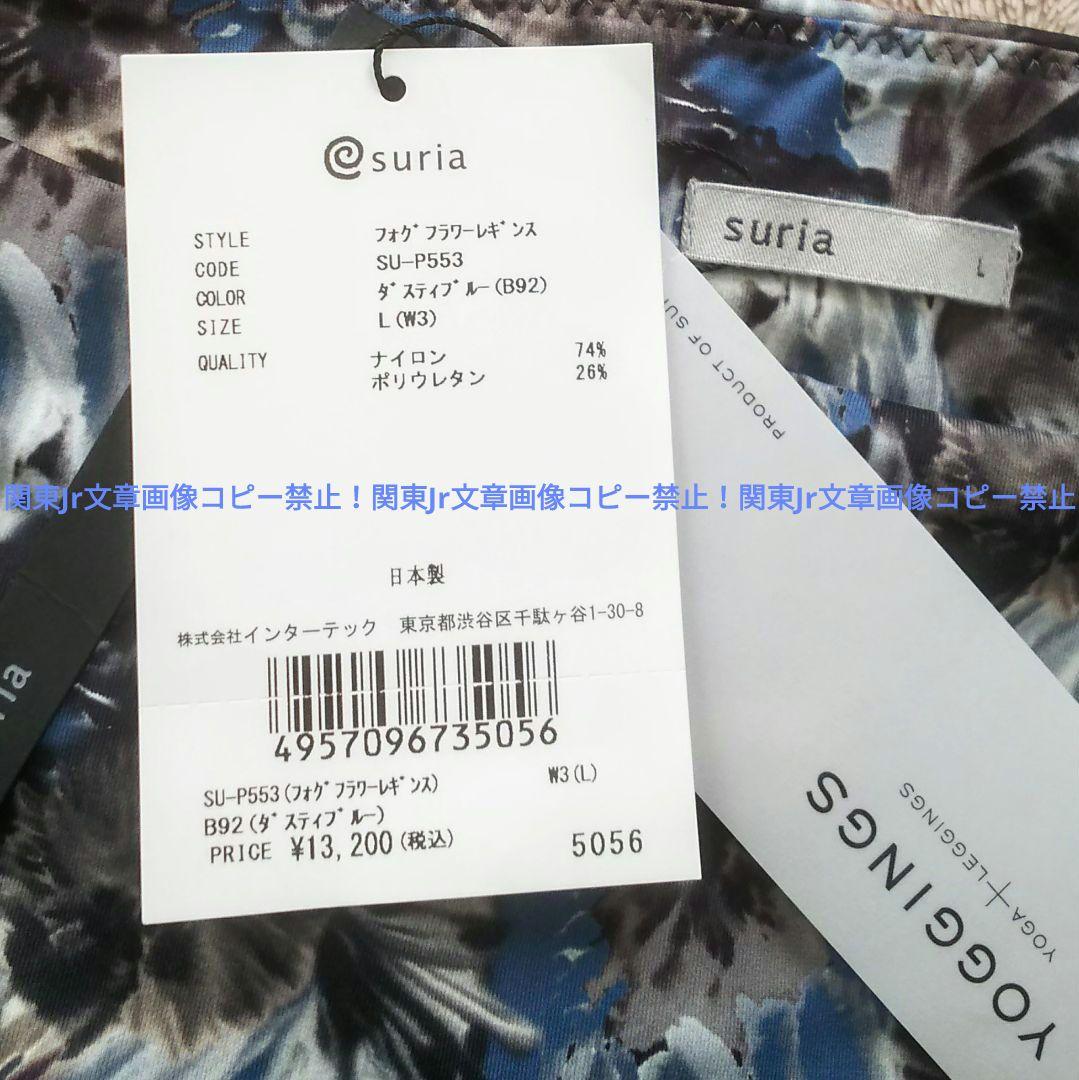 suria
STYLE フォグフラワーレギンス
CODE SU-P553
COLOR ダスティブルー(B92)
SIZE L(W3)
QUALITY ナイロン 74%
ポリウレタン 26%
suria
L
PRODUCT OF SU
関東Jr文章画像コピー禁止！関東Jr文章画像コピー禁止！関東Jr文章画像コピー禁止
日本製
株式会社インターテック 東京都渋谷区千駄ヶ谷1-30-8
4957096735056
SU-P553(フォグフラワーレギンス) W3(L)
B92(ダスティブルー)
PRICE ¥13,200(税込) 5056
YOGGINGS
YOGA+LEGGINGS
ria